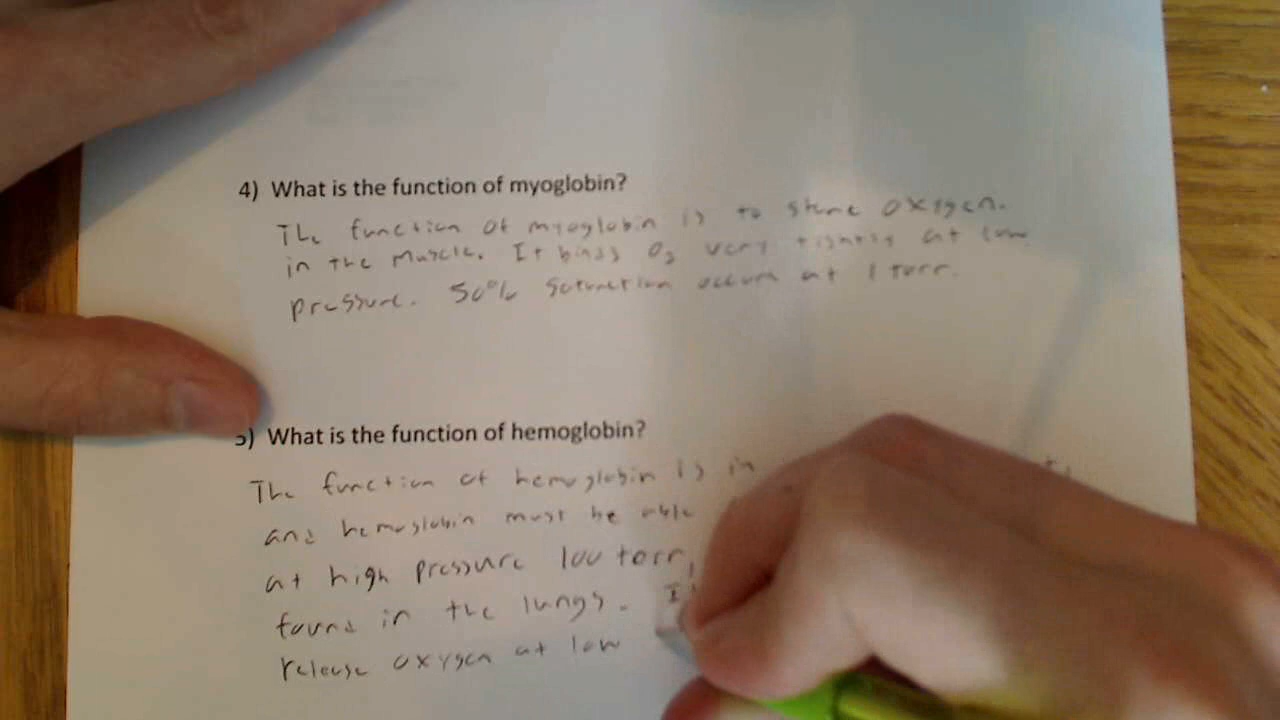 4) What is the function of myoglobin?
The function of myoglobin is to store oxygen.
in the muscle. It binds O2 very tightly at low
pressure. 50% saturation occurs at 1 torr.
5) What is the function of hemoglobin?
The function of hemoglobin is in
and hemoglobin must be able
at high pressure 100 torr,
found in the lungs.
release oxygen at low